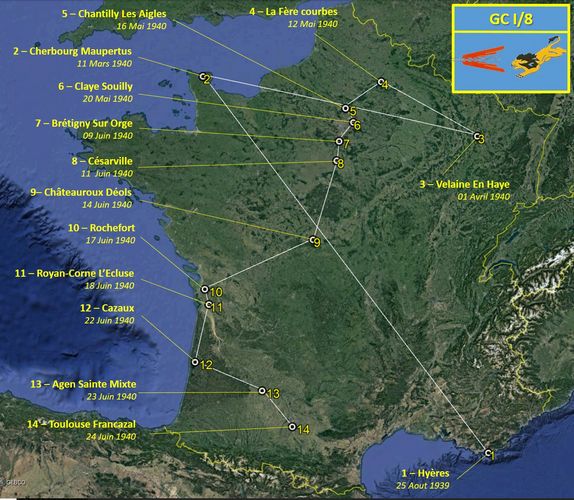 5 – Chantilly Les Aigles
16 Mai 1940
4 – La Fère courbes
12 Mai 1940
GC I/8
2 – Cherbourg Maupertus
11 Mars 1940
6 – Claye Souilly
20 Mai 1940
7 – Brétigny Sur Orge
09 Juin 1940
8 – Césarville
11 Juin 1940
3 – Velaine En Haye
01 Avril 1940
9– Châteauroux Déols
14 Juin 1940
10 – Rochefort
17 Juin 1940
11 – Royan-Corne L'Ecluse
18 Juin 1940
12 – Cazaux
22 Juin 1940
13 – Agen Sainte Mixte
23 Juin 1940
14 – Toulouse Francazal
24 Juin 1940
1 – Hyères
25 Aout 1939
2
4
5
6
3
7
8
9
10
11
12
13
14
1